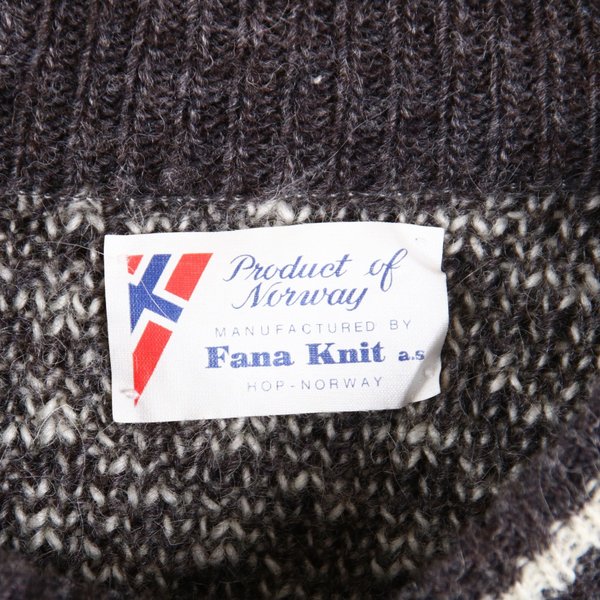 Product of
Norway
MANUFACTURED BY
Fana Knit a.s
HOP-NORWAY